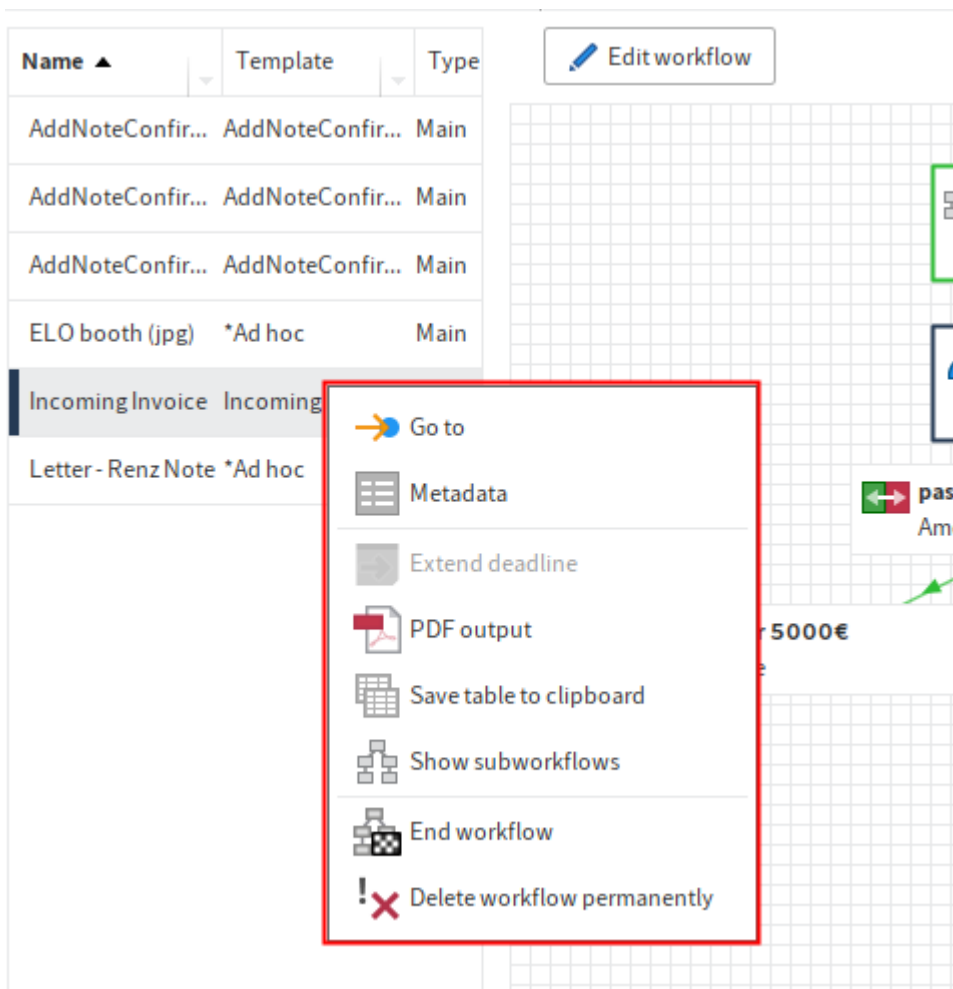 Name Template Type
Edit workflow
AddNoteConfir... AddNoteConfir... Main
AddNoteConfir... AddNoteConfir... Main
AddNoteConfir... AddNoteConfir... Main
ELO booth (jpg) *Ad hoc Main
Incoming Invoice Incoming
Letter - Renz Note *Ad hoc
Go to
Metadata
Extend deadline
PDF output
Save table to clipboard
Show subworkflows
End workflow
Delete workflow permanently
pas
Am
5000€